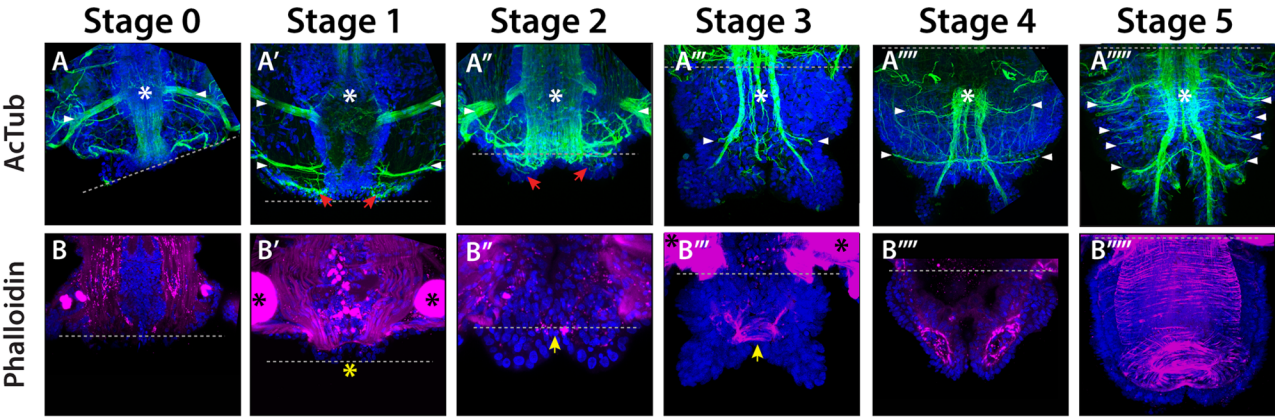 Stage 0 Stage 1 Stage 2 Stage 3 Stage 4 Stage 5
AcTub
A A′ A″ A‴ A′′′′ A′′′′′
* * * * * *
Phalloidin
B B′ B″ B‴ B′′′′ B′′′′′
* * * *
*